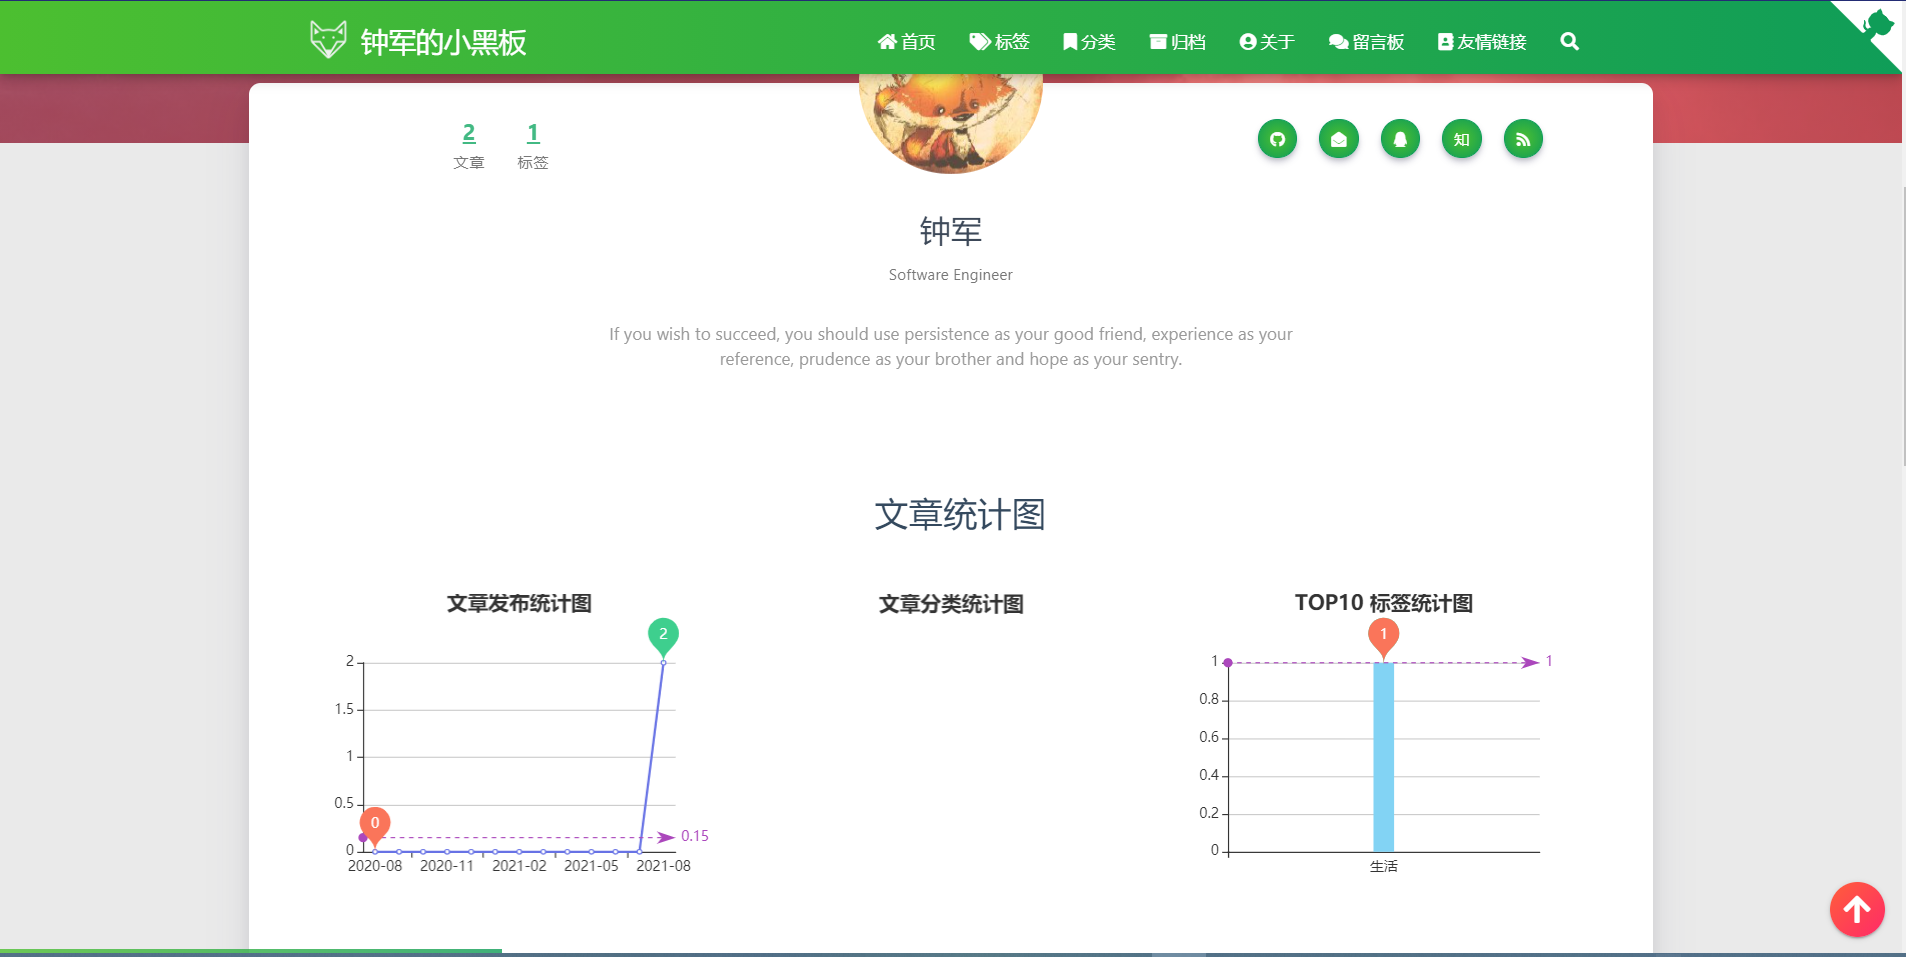 钟军的小黑板
首页 标签 分类 归档 关于 留言板 友情链接
2 1
文章 标签
知
钟军
Software Engineer
If you wish to succeed, you should use persistence as your good friend, experience as your
reference, prudence as your brother and hope as your sentry.
文章统计图
文章发布统计图
2
2
1.5
1
0.5
0
0.15
0
2020-08 2020-11 2021-02 2021-05 2021-08
文章分类统计图
TOP10 标签统计图
1
1
1
0.8
0.6
0.4
0.2
0
生活